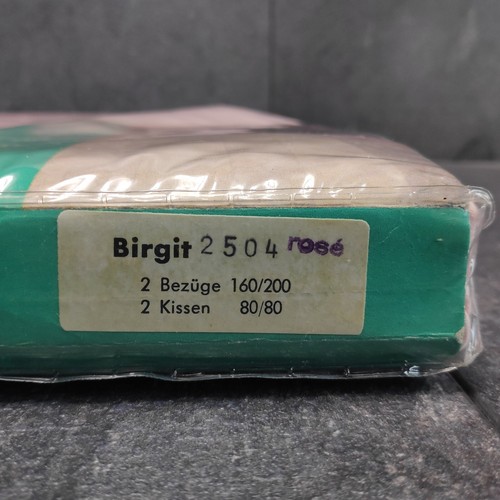 Birgit 2504 rosé
2 Bezüge 160/200
2 Kissen 80/80